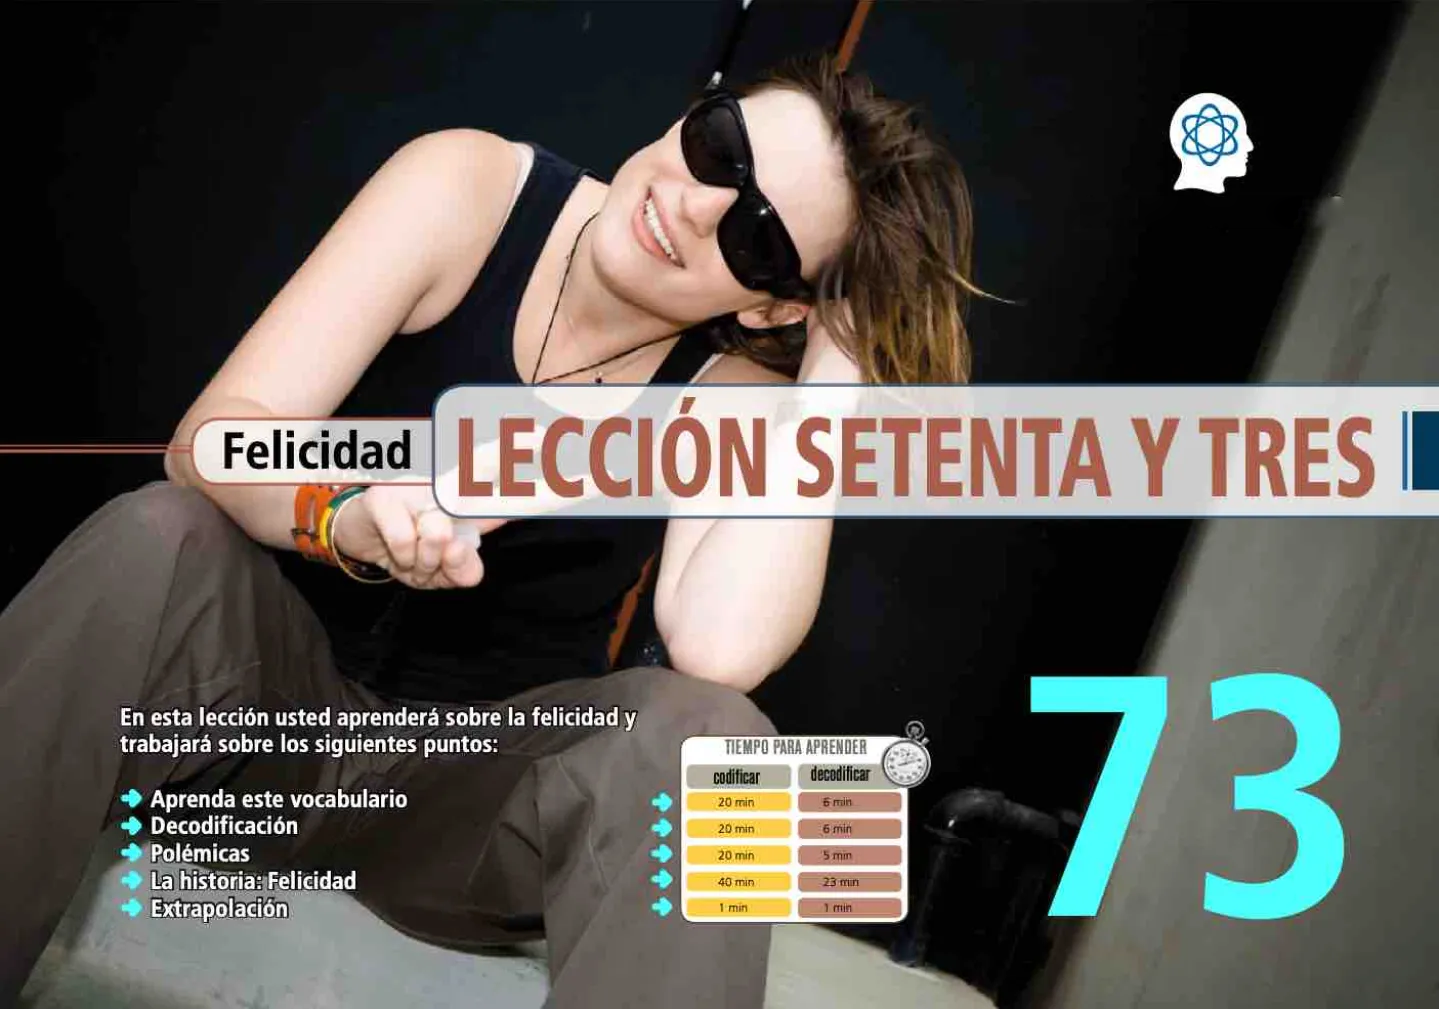 Felicidad
LECCIÓN SETENTA Y TRES
En esta lección usted aprenderá sobre la felicidad y
trabajará sobre los siguientes puntos:
Aprenda este vocabulario
Decodificación
Polémicas
La historia: Felicidad
Extrapolación
TIEMPO PARA APRENDER
codificar decodificar
20 min 6 min
20 min 6 min
20 min 5 min
40 min 23 min
1 min 1 min
73